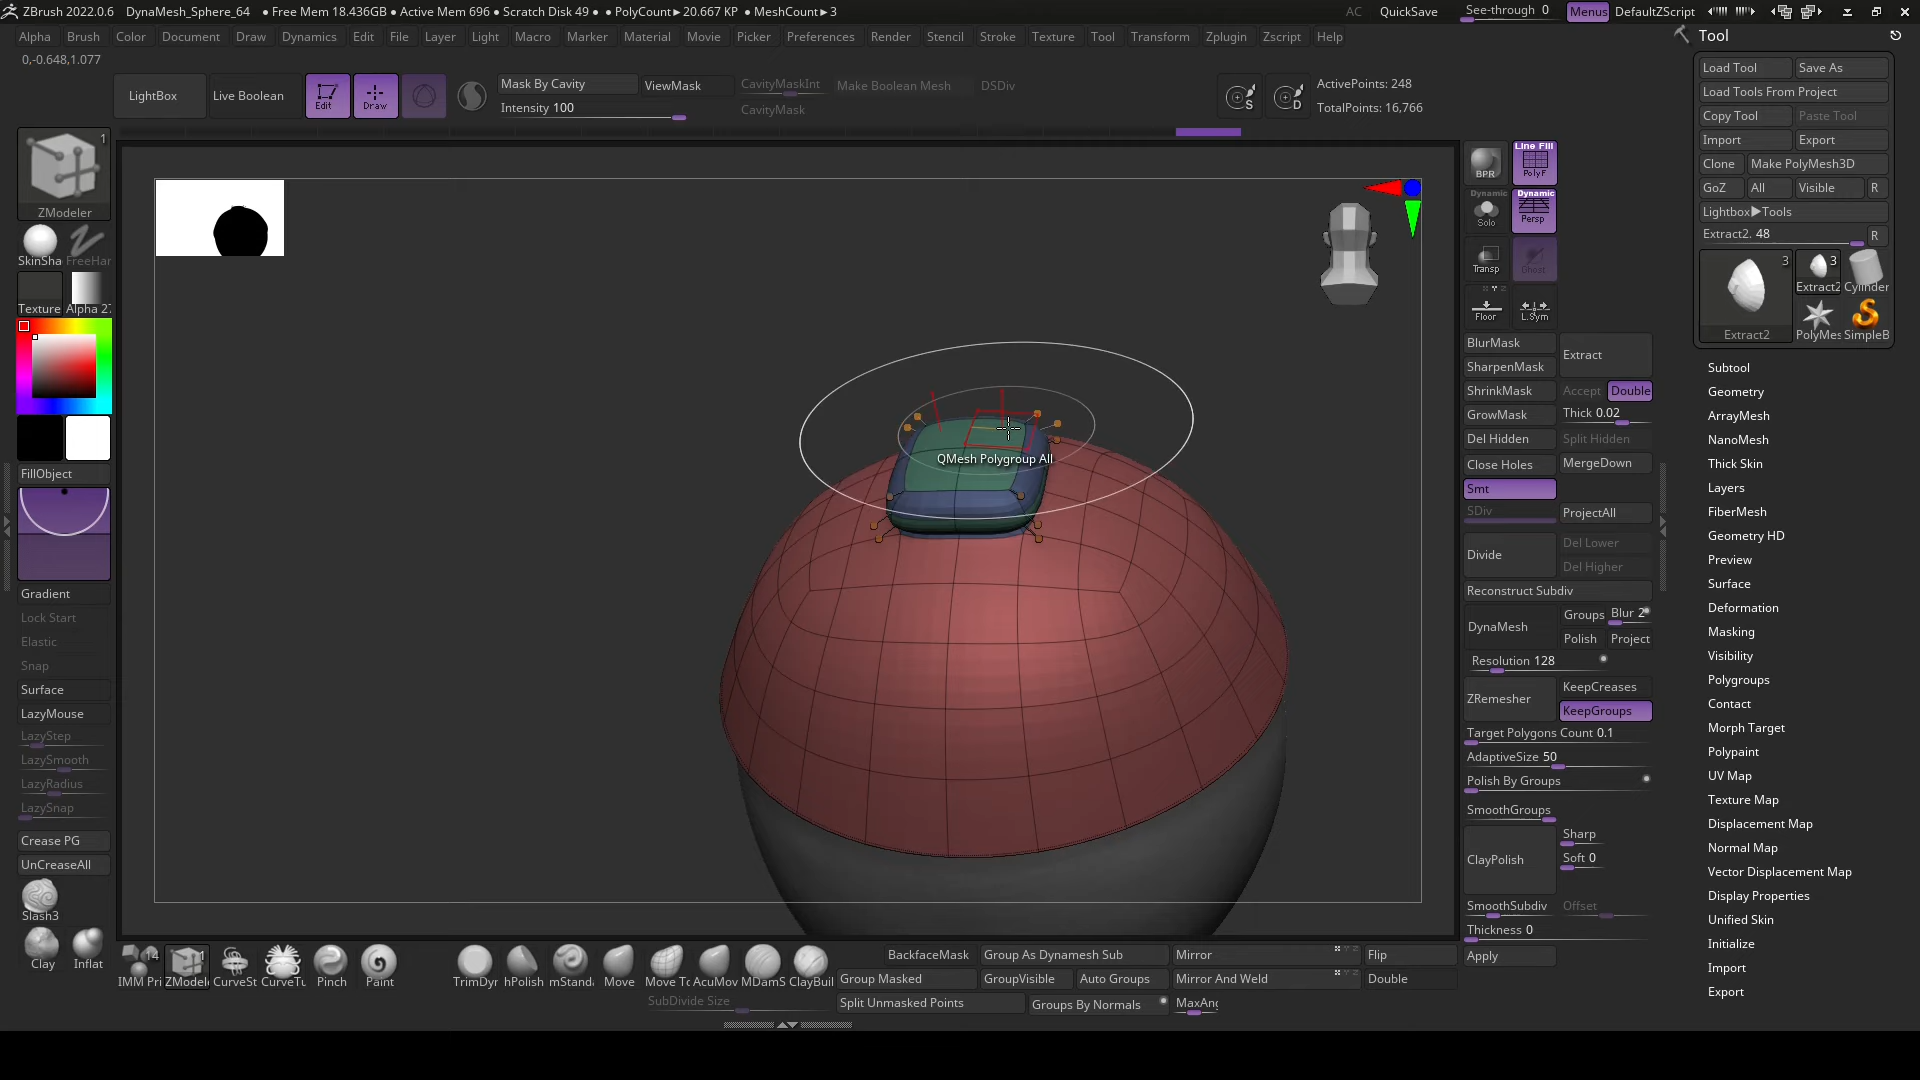 ZBrush 2022.0.6 DynaMesh_Sphere_64 ● Free Mem 18.436GB ● Active Mem 696 ● Scratch Disk 49 ● ● PolyCount► 20.667 KP ● MeshCount► 3 AC QuickSave See-through 0 Menus DefaultZScript
Alpha Brush Color Document Draw Dynamics Edit File Layer Light Macro Marker Material Movie Picker Preferences Render Stencil Stroke Texture Tool Transform Zplugin Zscript Help
0,-0.648,1.077
LightBox Live Boolean Edit Draw Mask By Cavity ViewMask CavityMaskInt Make Boolean Mesh DSDiv S D ActivePoints: 248
Intensity 100 CavityMask TotalPoints: 16,766
1
ZModeler
SkinSha FreeHar
Texture Alpha 2
FillObject
Gradient
Lock Start
Elastic
Snap
Surface
LazyMouse
LazyStep
LazySmooth
LazyRadius
LazySnap
Crease PG
UnCreaseAll
Slash3
Clay Inflat
QMesh Polygroup All
14 1
IMM Pri ZModele CurveSt CurveTu Pinch Paint TrimDyr hPolish mStand Move Move To AcuMov MDamS ClayBuil
SubDivide Size
BackfaceMask Group As Dynamesh Sub Mirror Flip
Group Masked GroupVisible Auto Groups Mirror And Weld Double
Split Unmasked Points Groups By Normals MaxAng
BPR Line Fill PolyF
Dynamic Solo Dynamic Persp
Transp Ghost
Floor L.Sym
BlurMask Extract
SharpenMask
ShrinkMask Accept Double
GrowMask Thick 0.02
Del Hidden Split Hidden
Close Holes MergeDown
Smt
SDiv ProjectAll
Divide Del Lower
Del Higher
Reconstruct Subdiv
DynaMesh Groups Blur 2
Polish Project
Resolution 128
ZRemesher KeepCreases
KeepGroups
Target Polygons Count 0.1
AdaptiveSize 50
Polish By Groups
SmoothGroups
ClayPolish Sharp
Soft 0
SmoothSubdiv Offset
Thickness 0
Apply
Tool
Load Tool Save As
Load Tools From Project
Copy Tool Paste Tool
Import Export
Clone Make PolyMesh3D
GoZ All Visible R
Lightbox►Tools
Extract2. 48 R
3 3
Extract2 Cylinder
Extract2 PolyMes SimpleB
Subtool
Geometry
ArrayMesh
NanoMesh
Thick Skin
Layers
FiberMesh
Geometry HD
Preview
Surface
Deformation
Masking
Visibility
Polygroups
Contact
Morph Target
Polypaint
UV Map
Texture Map
Displacement Map
Normal Map
Vector Displacement Map
Display Properties
Unified Skin
Initialize
Import
Export